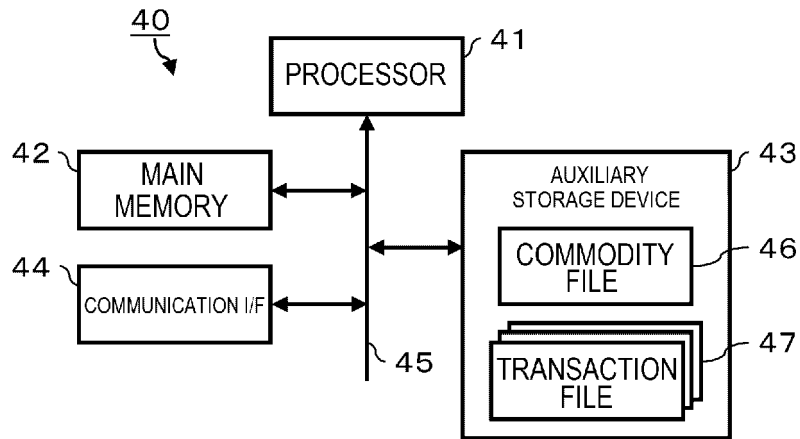 40
PROCESSOR
41
42
MAIN
MEMORY
43
AUXILIARY
STORAGE DEVICE
COMMODITY
FILE
46
44
COMMUNICATION I/F
45
TRANSACTION
FILE
47